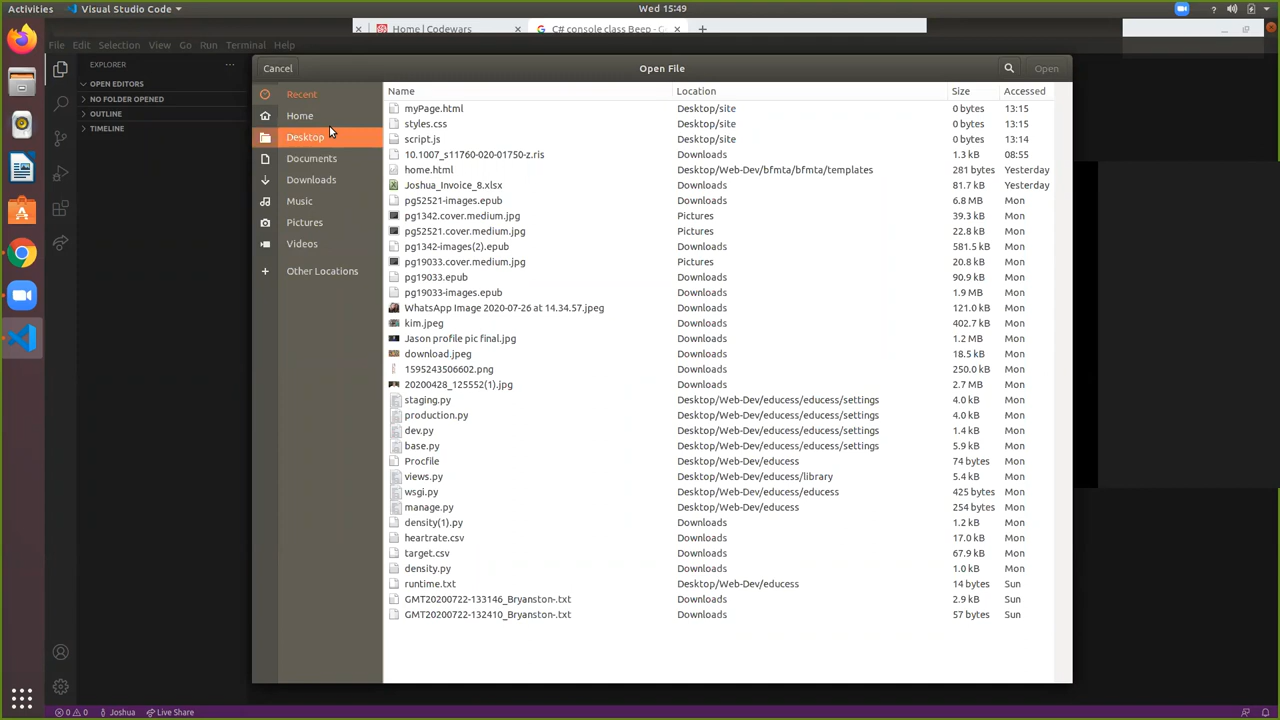 Activities Visual Studio Code Wed 15:49
Home | Codewars C# console class Beep - G
File Edit Selection View Go Run Terminal Help
EXPLORER
OPEN EDITORS
NO FOLDER OPENED
OUTLINE
TIMELINE
Cancel Open File Open
Recent
Home
Desktop
Documents
Downloads
Music
Pictures
Videos
Other Locations
Name Location Size Accessed
myPage.html Desktop/site 0 bytes 13:15
styles.css Desktop/site 0 bytes 13:15
script.js Desktop/site 0 bytes 13:14
10.1007_s11760-020-01750-z.ris Downloads 1.3 kB 08:55
home.html Desktop/Web-Dev/bfmta/bfmta/templates 281 bytes Yesterday
Joshua_Invoice_8.xlsx Downloads 81.7 kB Yesterday
pg52521-images.epub Downloads 6.8 MB Mon
pg1342.cover.medium.jpg Pictures 39.3 kB Mon
pg52521.cover.medium.jpg Pictures 22.8 kB Mon
pg1342-images(2).epub Downloads 581.5 kB Mon
pg19033.cover.medium.jpg Pictures 20.8 kB Mon
pg19033.epub Downloads 90.9 kB Mon
pg19033-images.epub Downloads 1.9 MB Mon
WhatsApp Image 2020-07-26 at 14.34.57.jpeg Downloads 121.0 kB Mon
kim.jpeg Downloads 402.7 kB Mon
Jason profile pic final.jpg Downloads 1.2 MB Mon
download.jpeg Downloads 18.5 kB Mon
1595243506602.png Downloads 250.0 kB Mon
20200428_125552(1).jpg Downloads 2.7 MB Mon
staging.py Desktop/Web-Dev/educess/educess/settings 4.0 kB Mon
production.py Desktop/Web-Dev/educess/educess/settings 4.0 kB Mon
dev.py Desktop/Web-Dev/educess/educess/settings 1.4 kB Mon
base.py Desktop/Web-Dev/educess/educess/settings 5.9 kB Mon
Procfile Desktop/Web-Dev/educess 74 bytes Mon
views.py Desktop/Web-Dev/educess/library 5.4 kB Mon
wsgi.py Desktop/Web-Dev/educess/educess 425 bytes Mon
manage.py Desktop/Web-Dev/educess 254 bytes Mon
density(1).py Downloads 1.2 kB Mon
heartrate.csv Downloads 17.0 kB Mon
target.csv Downloads 67.9 kB Mon
density.py Downloads 1.0 kB Mon
runtime.txt Desktop/Web-Dev/educess 14 bytes Sun
GMT20200722-133146_Bryanston-.txt Downloads 2.9 kB Sun
GMT20200722-132410_Bryanston-.txt Downloads 57 bytes Sun
0 0 Joshua Live Share